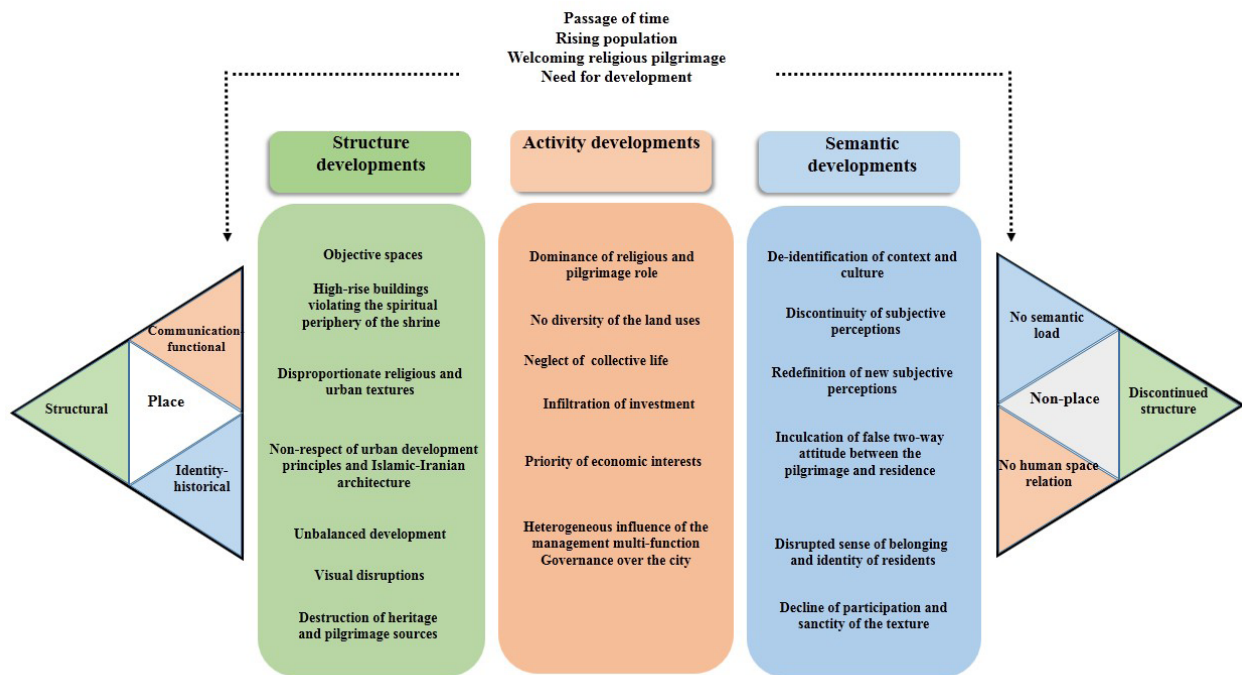 Passage of time
Rising population
Welcoming religious pilgrimage
Need for development
Structure
developments
Activity developments
Semantic
developments
Communication-
functional
Structural
Place
Identity-
historical
Objective spaces
High-rise buildings
violating the spiritual
periphery of the shrine
Disproportionate religious and
urban textures
Non-respect of urban development
principles and Islamic-Iranian
architecture
Unbalanced development
Visual disruptions
Destruction of heritage
and pilgrimage sources
Dominance of religious and
pilgrimage role
No diversity of the land uses
Neglect of collective life
Infiltration of investment
Priority of economic interests
Heterogeneous influence of the
management multi-function
Governance over the city
De-identification of context and
culture
Discontinuity of subjective
perceptions
Redefinition of new subjective
perceptions
Inculcation of false two-way
attitude between the
pilgrimage and residence
Disrupted sense of belonging
and identity of residents
Decline of participation and
sanctity of the texture
No semantic
load
Non-place
Discontinued
structure
No human space
relation